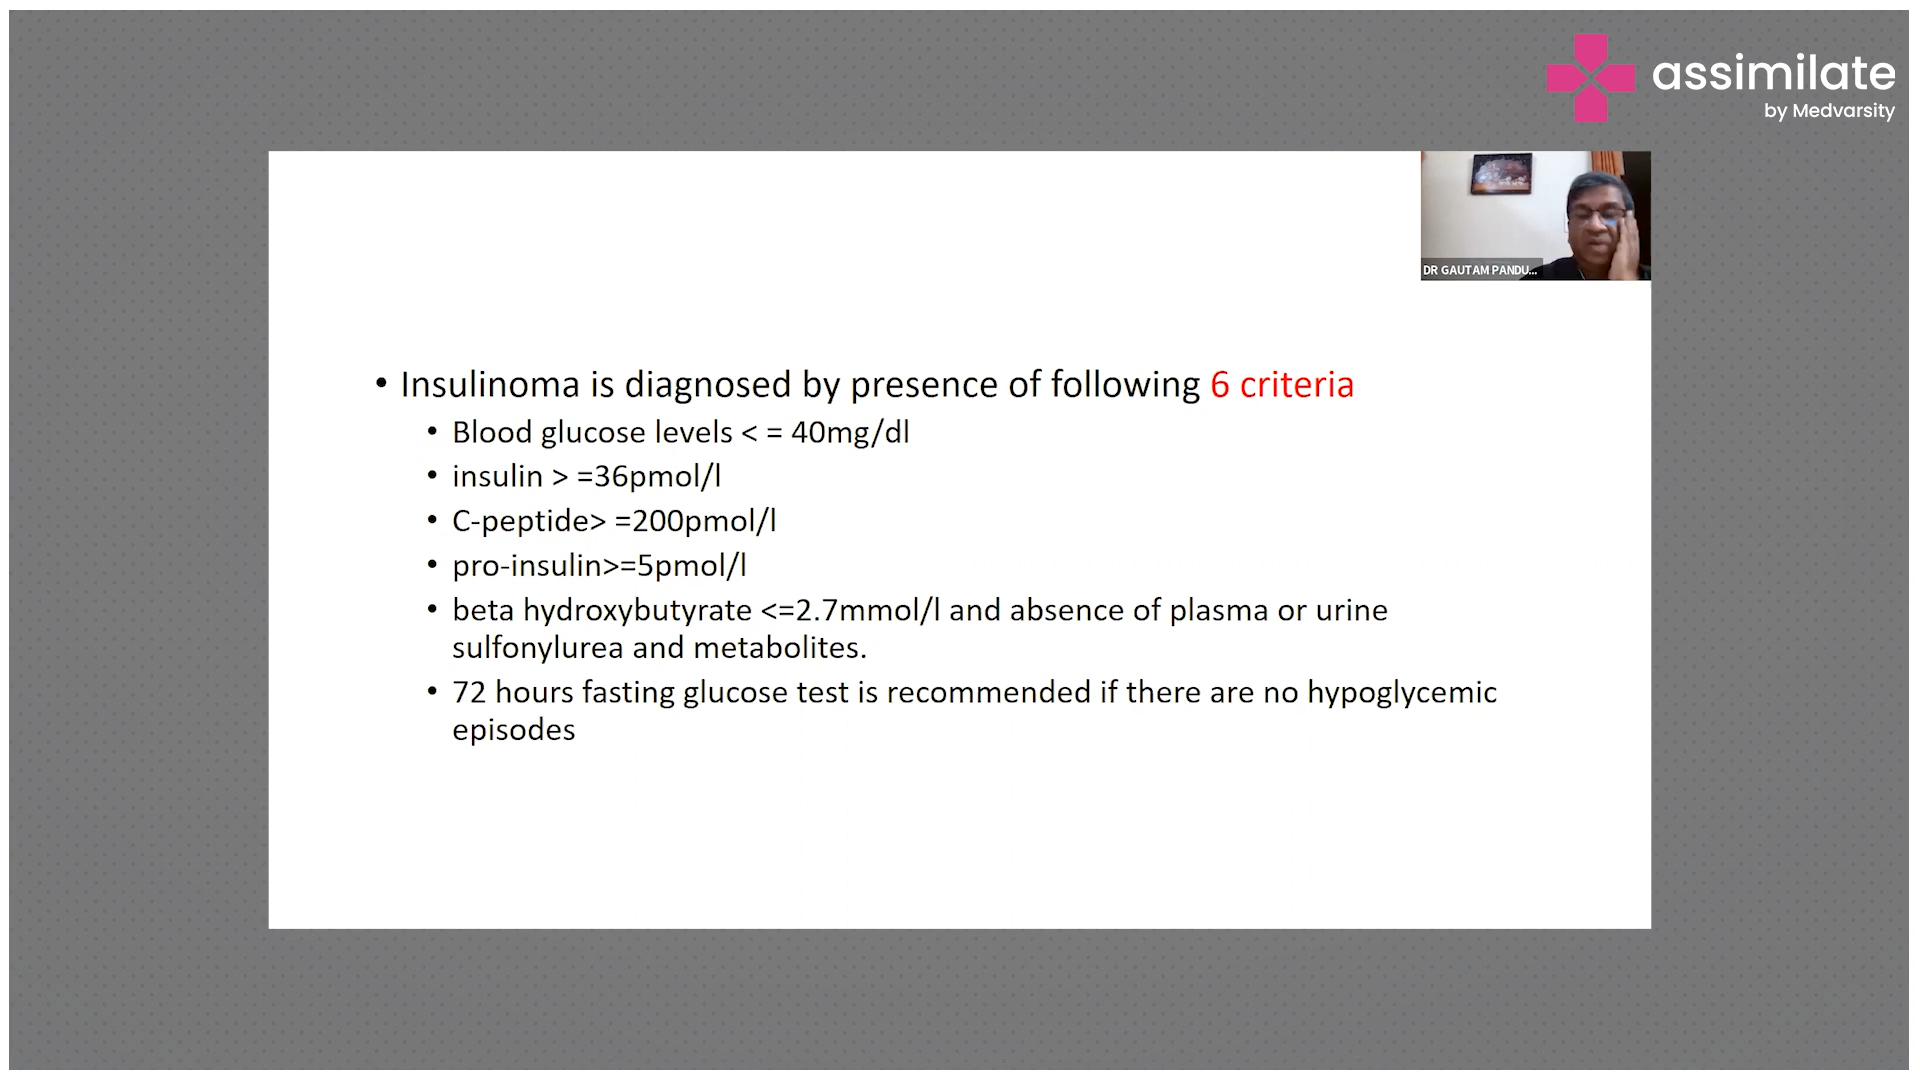 assimilate
by Medvarsity
DR GAUTAM PANDU...
• Insulinoma is diagnosed by presence of following 6 criteria
• Blood glucose levels < = 40mg/dl
• insulin > =36pmol/l
• C-peptide> =200pmol/l
• pro-insulin>=5pmol/l
• beta hydroxybutyrate <=2.7mmol/l and absence of plasma or urine
sulfonylurea and metabolites.
• 72 hours fasting glucose test is recommended if there are no hypoglycemic
episodes